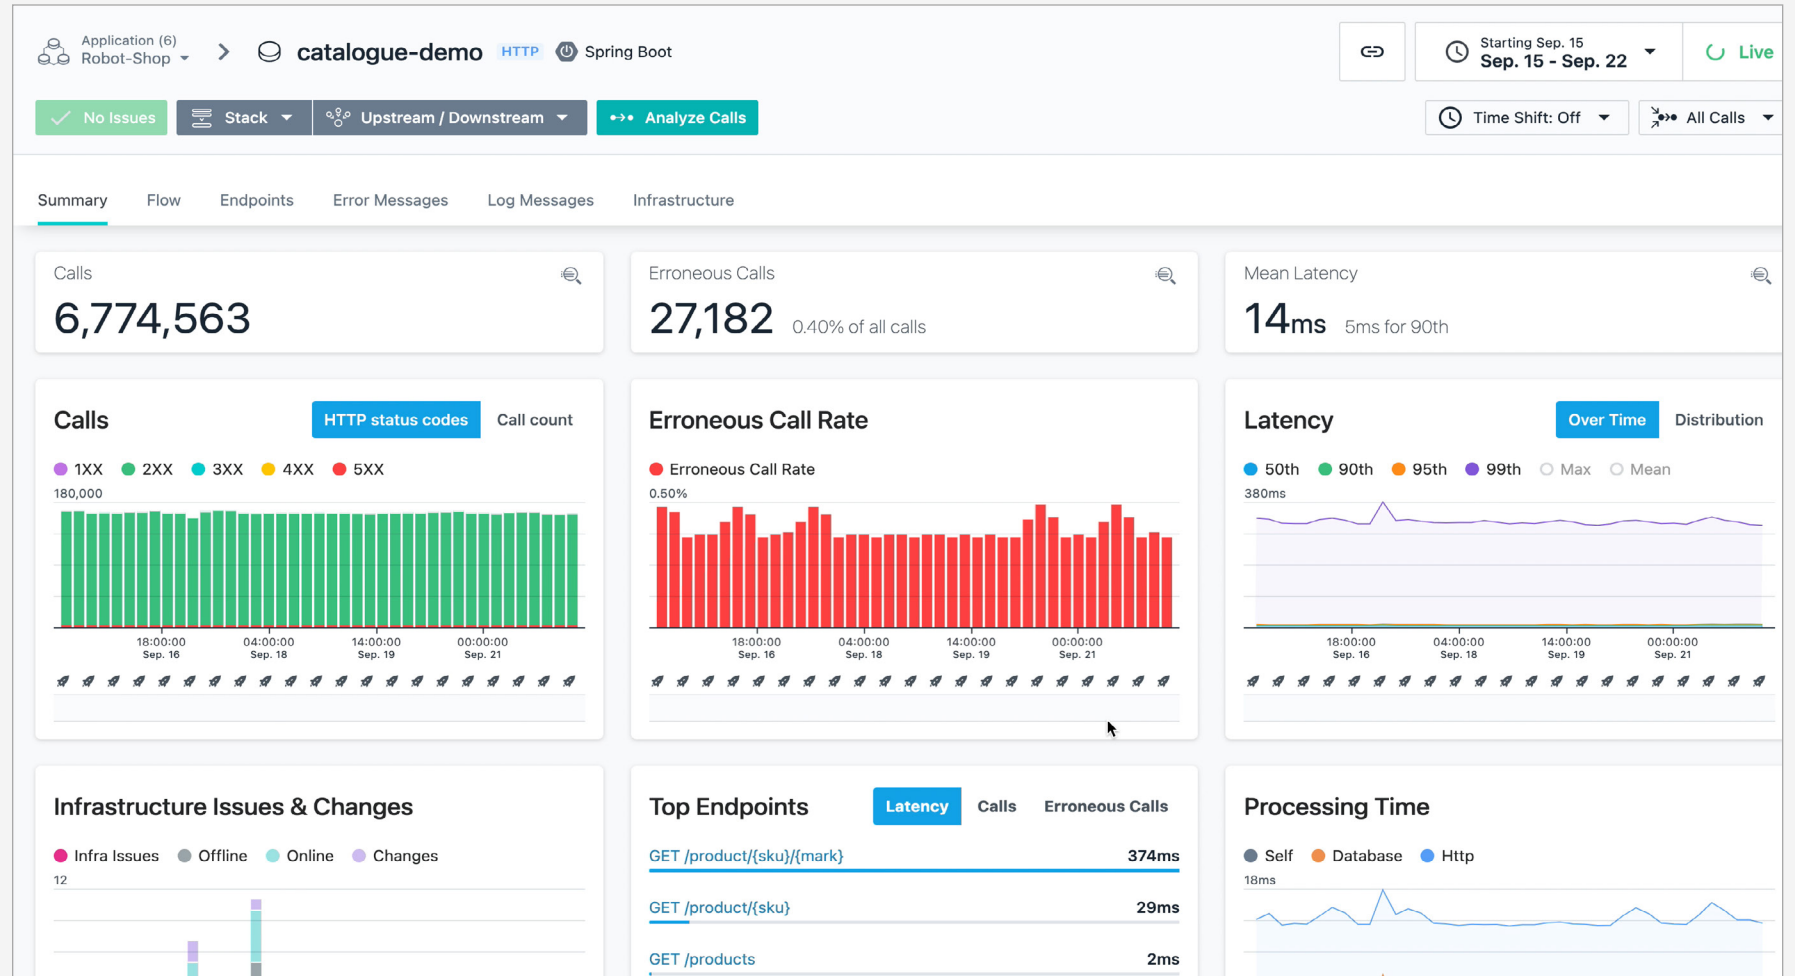 Application (6)
Robot-Shop
catalogue-demo HTTP Spring Boot
Starting Sep. 15
Sep. 15 - Sep. 22
Live
No Issues Stack Upstream / Downstream Analyze Calls
Time Shift: Off All Calls
Summary Flow Endpoints Error Messages Log Messages Infrastructure
Calls
6,774,563
Erroneous Calls
27,182 0.40% of all calls
Mean Latency
14ms 5ms for 90th
Calls HTTP status codes Call count
1XX 2XX 3XX 4XX 5XX
180,000
18:00:00 04:00:00 14:00:00 00:00:00
Sep. 16 Sep. 18 Sep. 19 Sep. 21
Erroneous Call Rate
Erroneous Call Rate
0.50%
18:00:00 04:00:00 14:00:00 00:00:00
Sep. 16 Sep. 18 Sep. 19 Sep. 21
Latency Over Time Distribution
50th 90th 95th 99th Max Mean
380ms
18:00:00 04:00:00 14:00:00 00:00:00
Sep. 16 Sep. 18 Sep. 19 Sep. 21
Infrastructure Issues & Changes
Infra Issues Offline Online Changes
12
Top Endpoints Latency Calls Erroneous Calls
GET /product/{sku}/{mark} 374ms
GET /product/{sku} 29ms
GET /products 2ms
Processing Time
Self Database Http
18ms